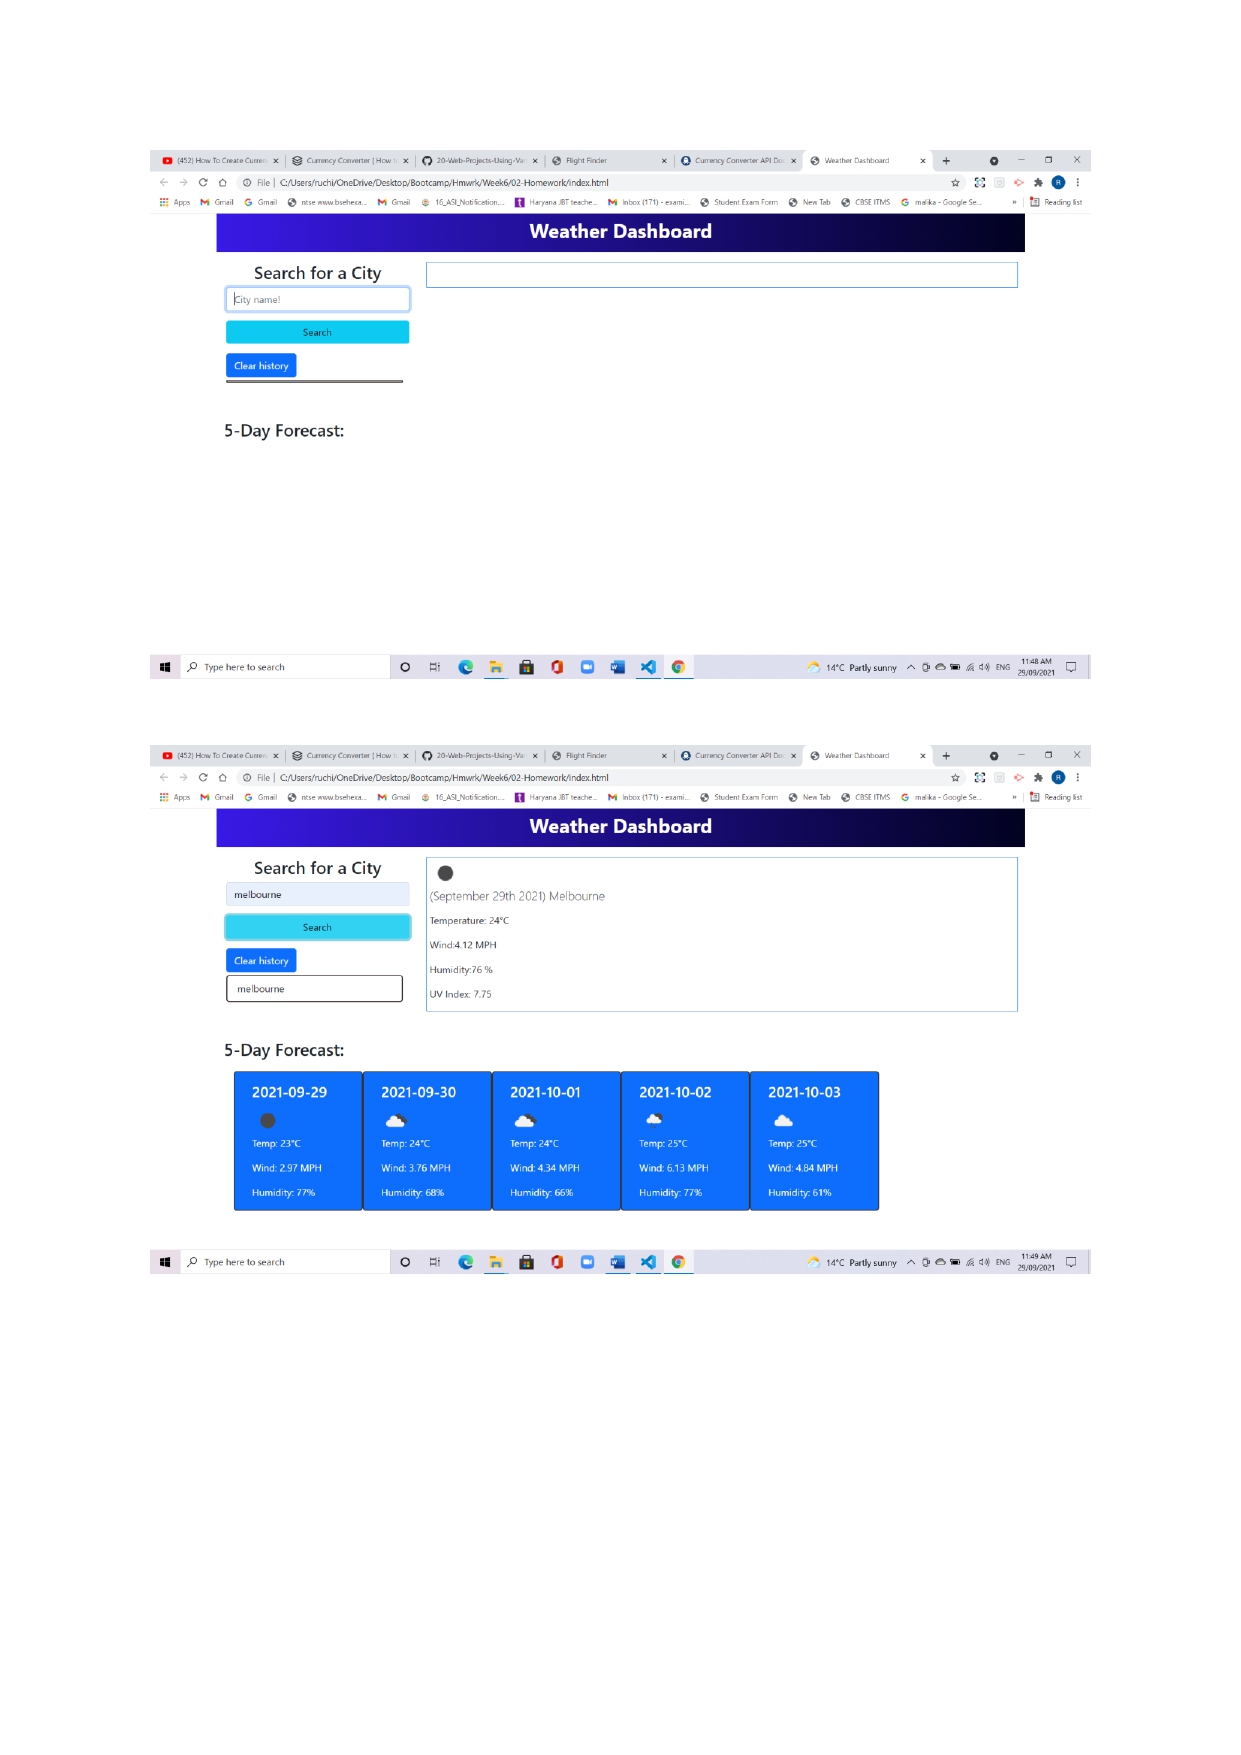 (452) How To Create Curren
Currency Converter | How to
20-Web-Projects-Using-Van
Flight Finder
Currency Converter API Doc
Weather Dashboard
File | C:/Users/ruchi/OneDrive/Desktop/Bootcamp/Hmwrk/Week6/02-Homework/index.html
Apps Gmail Gmail ntse www.bsehexa... Gmail 16_ASI_Notification.... Haryana JBT teache... Inbox (171) - exami... Student Exam Form New Tab CBSE ITMS malika - Google Se... » Reading list
Weather Dashboard
Search for a City
City name!
Search
Clear history
5-Day Forecast:
Type here to search
14°C Partly sunny
ENG
11:48 AM
29/09/2021
(452) How To Create Curren
Currency Converter | How to
20-Web-Projects-Using-Van
Flight Finder
Currency Converter API Doc
Weather Dashboard
File | C:/Users/ruchi/OneDrive/Desktop/Bootcamp/Hmwrk/Week6/02-Homework/index.html
Apps Gmail Gmail ntse www.bsehexa... Gmail 16_ASI_Notification.... Haryana JBT teache... Inbox (171) - exami... Student Exam Form New Tab CBSE ITMS malika - Google Se... » Reading list
Weather Dashboard
Search for a City
melbourne
Search
Clear history
melbourne
(September 29th 2021) Melbourne
Temperature: 24°C
Wind:4.12 MPH
Humidity:76 %
UV Index: 7.75
5-Day Forecast:
2021-09-29
Temp: 23°C
Wind: 2.97 MPH
Humidity: 77%
2021-09-30
Temp: 24°C
Wind: 3.76 MPH
Humidity: 68%
2021-10-01
Temp: 24°C
Wind: 4.34 MPH
Humidity: 66%
2021-10-02
Temp: 25°C
Wind: 6.13 MPH
Humidity: 77%
2021-10-03
Temp: 25°C
Wind: 4.84 MPH
Humidity: 61%
Type here to search
14°C Partly sunny
ENG
11:49 AM
29/09/2021